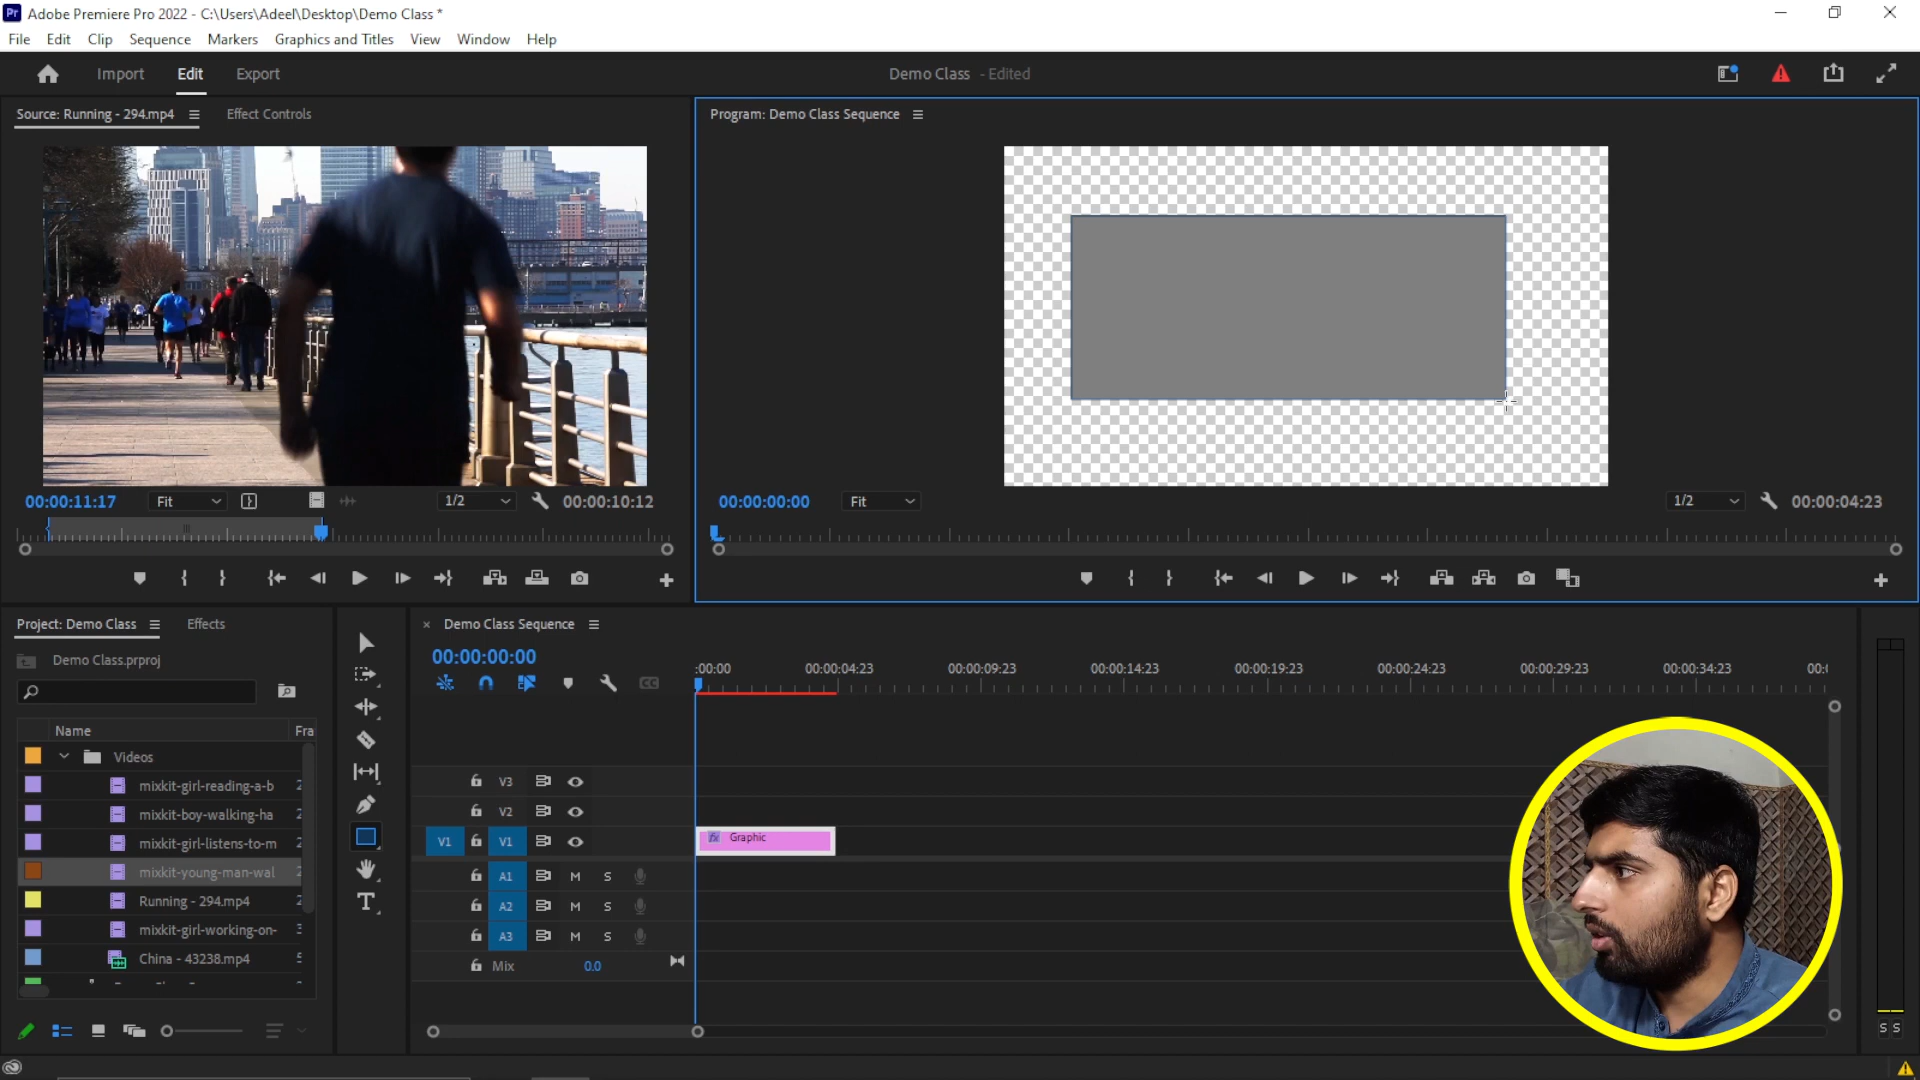 Pr Adobe Premiere Pro 2022 - C:\Users\Adeel\Desktop\Demo Class *
File Edit Clip Sequence Markers Graphics and Titles View Window Help
Import Edit Export Demo Class - Edited
Source: Running - 294.mp4 Effect Controls Program: Demo Class Sequence
00:00:11:17 Fit 1/2 00:00:10:12 00:00:00:00 Fit 1/2 00:00:04:23
Project: Demo Class Effects Demo Class Sequence
Demo Class.prproj 00:00:00:00
:00:00 00:00:04:23 00:00:09:23 00:00:14:23 00:00:19:23 00:00:24:23 00:00:29:23 00:00:34:23 00:0
Name Fra
Videos
mixkit-girl-reading-a-b
mixkit-boy-walking-ha
mixkit-girl-listens-to-m
mixkit-young-man-wal
Running - 294.mp4
mixkit-girl-working-on-
China - 43238.mp4
V3
V2
V1 V1 fx Graphic
A1 M S
A2 M S
A3 M S
Mix 0.0
T
CC
S S